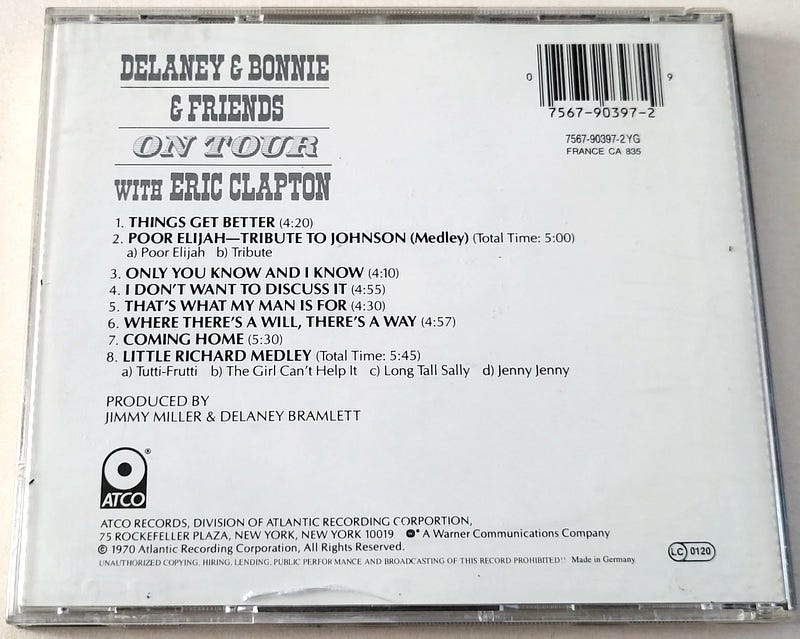 DELANEY & BONNIE
& FRIENDS
ON TOUR
WITH ERIC CLAPTON
0 9
7567-90397-2
7567-90397-2YG
FRANCE CA 835
1. THINGS GET BETTER (4:20)
2. POOR ELIJAH—TRIBUTE TO JOHNSON (Medley) (Total Time: 5:00)
a) Poor Elijah b) Tribute
3. ONLY YOU KNOW AND I KNOW (4:10)
4. I DON'T WANT TO DISCUSS IT (4:55)
5. THAT'S WHAT MY MAN IS FOR (4:30)
6. WHERE THERE'S A WILL, THERE'S A WAY (4:57)
7. COMING HOME (5:30)
8. LITTLE RICHARD MEDLEY (Total Time: 5:45)
a) Tutti-Frutti b) The Girl Can't Help It c) Long Tall Sally d) Jenny Jenny
PRODUCED BY
JIMMY MILLER & DELANEY BRAMLETT
ATCO ®
ATCO RECORDS, DIVISION OF ATLANTIC RECORDING CORPORTION,
75 ROCKEFELLER PLAZA, NEW YORK, NEW YORK 10019 A Warner Communications Company
© 1970 Atlantic Recording Corporation, All Rights Reserved.
UNAUTHORIZED COPYING, HIRING, LENDING, PUBLIC PERFORMANCE AND BROADCASTING OF THIS RECORD PROHIBITED!! Made in Germany
LC 0120